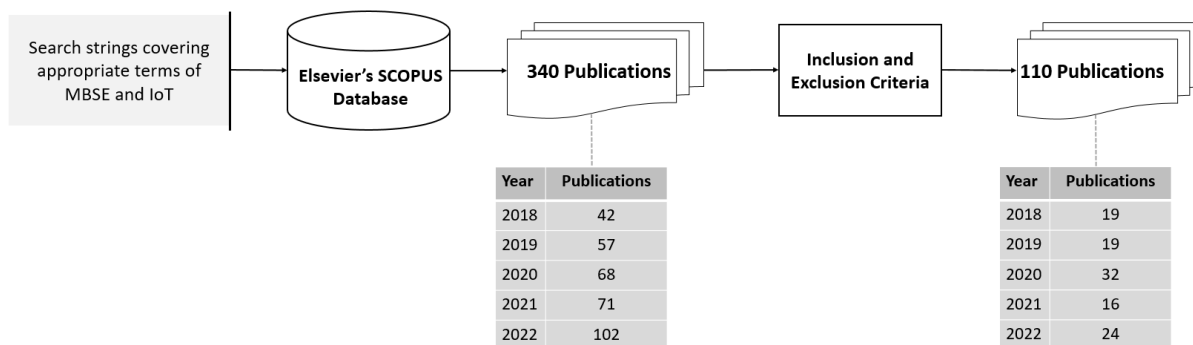 Search strings covering
appropriate terms of
MBSE and IoT
Elsevier's SCOPUS
Database
340 Publications
Inclusion and
Exclusion Criteria
110 Publications
Year Publications
2018 42
2019 57
2020 68
2021 71
2022 102
Year Publications
2018 19
2019 19
2020 32
2021 16
2022 24